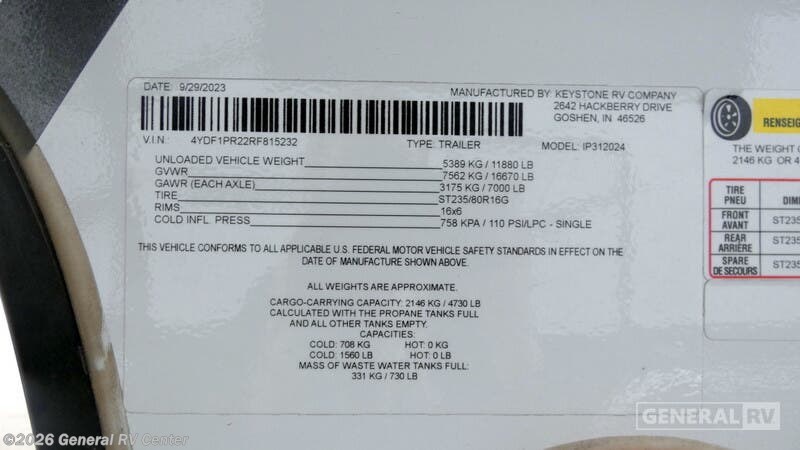 DATE: 9/29/2023
MANUFACTURED BY: KEYSTONE RV COMPANY
2642 HACKBERRY DRIVE
GOSHEN, IN 46526
V.I.N. 4YDF1PR22RF815232 TYPE: TRAILER MODEL: IP312024
UNLOADED VEHICLE WEIGHT 5389 KG / 11880 LB
GVWR 7562 KG / 16670 LB
GAWR (EACH AXLE) 3175 KG / 7000 LB
TIRE ST235/80R16G
RIMS 16x6
COLD INFL. PRESS 758 KPA / 110 PSI/LPC - SINGLE
THIS VEHICLE CONFORMS TO ALL APPLICABLE U.S. FEDERAL MOTOR VEHICLE SAFETY STANDARDS IN EFFECT ON THE
DATE OF MANUFACTURE SHOWN ABOVE.
ALL WEIGHTS ARE APPROXIMATE.
CARGO-CARRYING CAPACITY: 2146 KG / 4730 LB
CALCULATED WITH THE PROPANE TANKS FULL
AND ALL OTHER TANKS EMPTY.
CAPACITIES:
COLD: 708 KG HOT: 0 KG
COLD: 1560 LB HOT: 0 LB
MASS OF WASTE WATER TANKS FULL:
331 KG / 730 LB
RENSEIG
THE WEIGHT
2146 KG OR 4
TIRE
PNEU
DIM
FRONT
AVANT
ST235
REAR
ARRIÈRE
ST235
SPARE
DE SECOURS
ST235
GENERAL RV
©2026 General RV Center